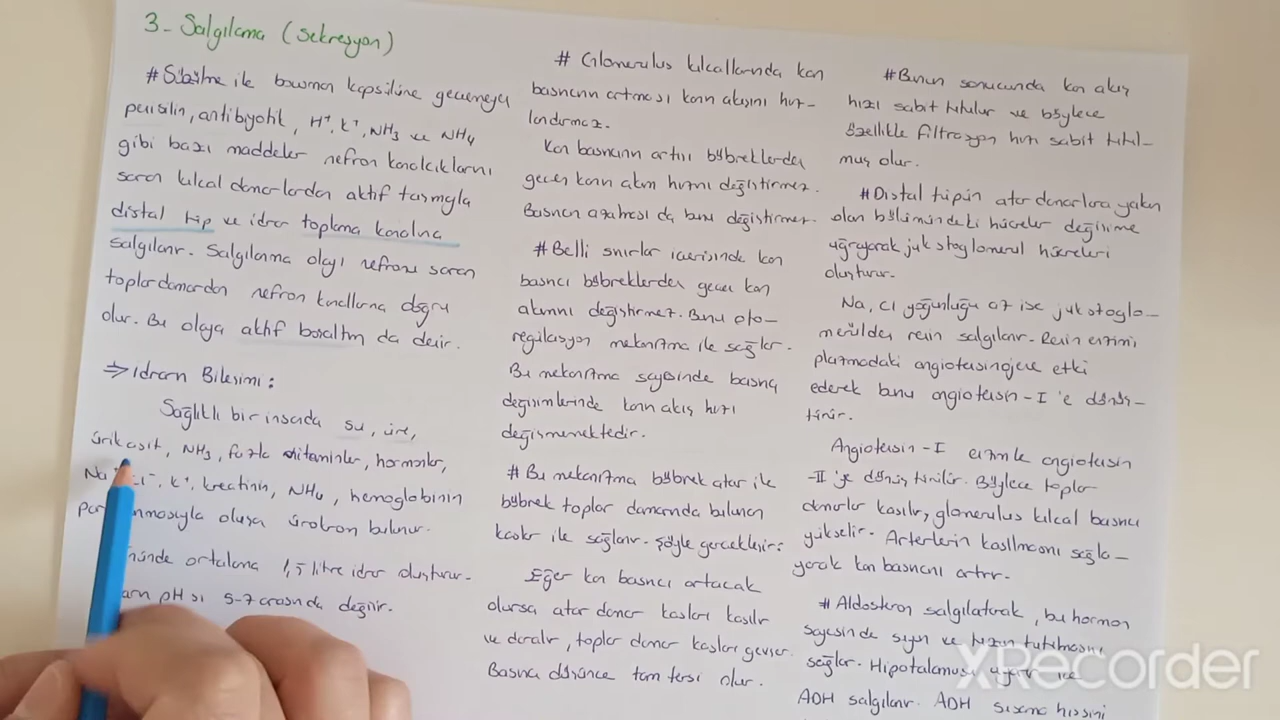 3- Salgılama (sekresyon)
# Süzülme ile bowman kapsülüne geçemeyen
penisilin, antibiyotik, H⁺, K⁺, NH3 ve NH4
gibi bazı maddeler nefron kanalcıklarını
saran kılcal damarlardan aktif taşımayla
distal tüp ve idrar toplama kanalına
salgılanır. Salgılanma olayı nefronu saran
toplardamardan nefron kanallarına doğru
olur. Bu olaya aktif boşaltım da denir.
⇒ İdrarın Bileşimi:
Sağlıklı bir insanda su, üre,
ürikasit, NH3, fazla vitaminler, hormonlar,
Na K⁺, kreatinin, NH4, hemoglobinin
oluşan ürobilin bulunur.
ortalama 1,5 litre idrar oluşturur.
pH sı 5-7 arasında değişir.
# Glomerulus kılcallarında kan
basıncının artması kanın akışını hız-
landırmaz.
Kan basıncının artışı böbreklerden
geçen kanın akım hızını değiştirmez.
Basıncın azalması da bunu değiştirmez.
# Belli sınırlar içerisinde kan
basıncı böbreklerden geçen kan
akımını değiştirmez. Bunu oto-
regülasyon mekanizma ile sağlar.
Bu mekanizma sayesinde basınç
değişimlerinde kanın akış hızı
değişmemektedir.
# Bu mekanizma böbrek atar ile
böbrek toplar damarında bulunan
kaslar ile sağlanır. Şöyle gerçekleşir:
Eğer kan basıncı artacak
olursa atar damar kasları kasılır
ve daralır, toplar damar kasları gevşer.
Basınç düşünce tam tersi olur.
# Bunun sonucunda kan akış
hızı sabit tutulur ve böylece
özellikle filtrasyon hızı sabit tutul-
muş olur.
# Distal tüpün atar damarlara yakın
olan bölümündeki hücreler değişime
uğrayarak jukstaglomerul hücreleri
oluşturur.
Na, Cl yoğunluğu az ise jukstaglo-
merülden renin salgılanır. Renin enzimi
plazmadaki angiotensinojene etki
ederek bunu angiotensin-I'e dönüş-
türür.
Angiotensin-I enzimle angiotensin
-II'ye dönüştürülür. Böylece toplar
damarlar kasılır, glomerulus kılcal basıncı
yükselir. Arterlerin kasılmasını sağla-
yarak kan basıncını artırır.
# Aldosteron salgılatarak, bu hormon
sayesinde suyun ve tuzun tutulmasını
sağlar. Hipotalamusu
ADH salgılanır. ADH susama hissini
XRecorder